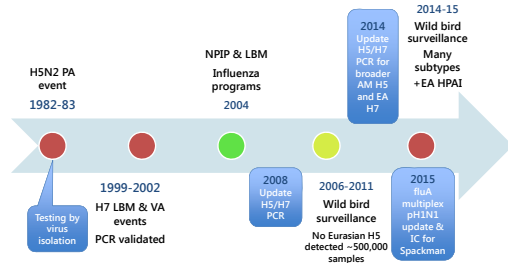 H5N2 PA
event
1982-83
Testing by
virus
isolation
1999-2002
H7 LBM & VA
events
PCR validated
NPIP & LBM
Influenza
programs
2004
2008
Update
H5/H7
PCR
2006-2011
Wild bird
surveillance
No Eurasian H5
detected ~500,000
samples
2014
Update
H5/H7
PCR for
broader
AM H5
and EA
H7
2014-15
Wild bird
surveillance
Many
subtypes
+EA HPAI
2015
fluA
multiplex
pH1N1
update &
IC for
Spackman